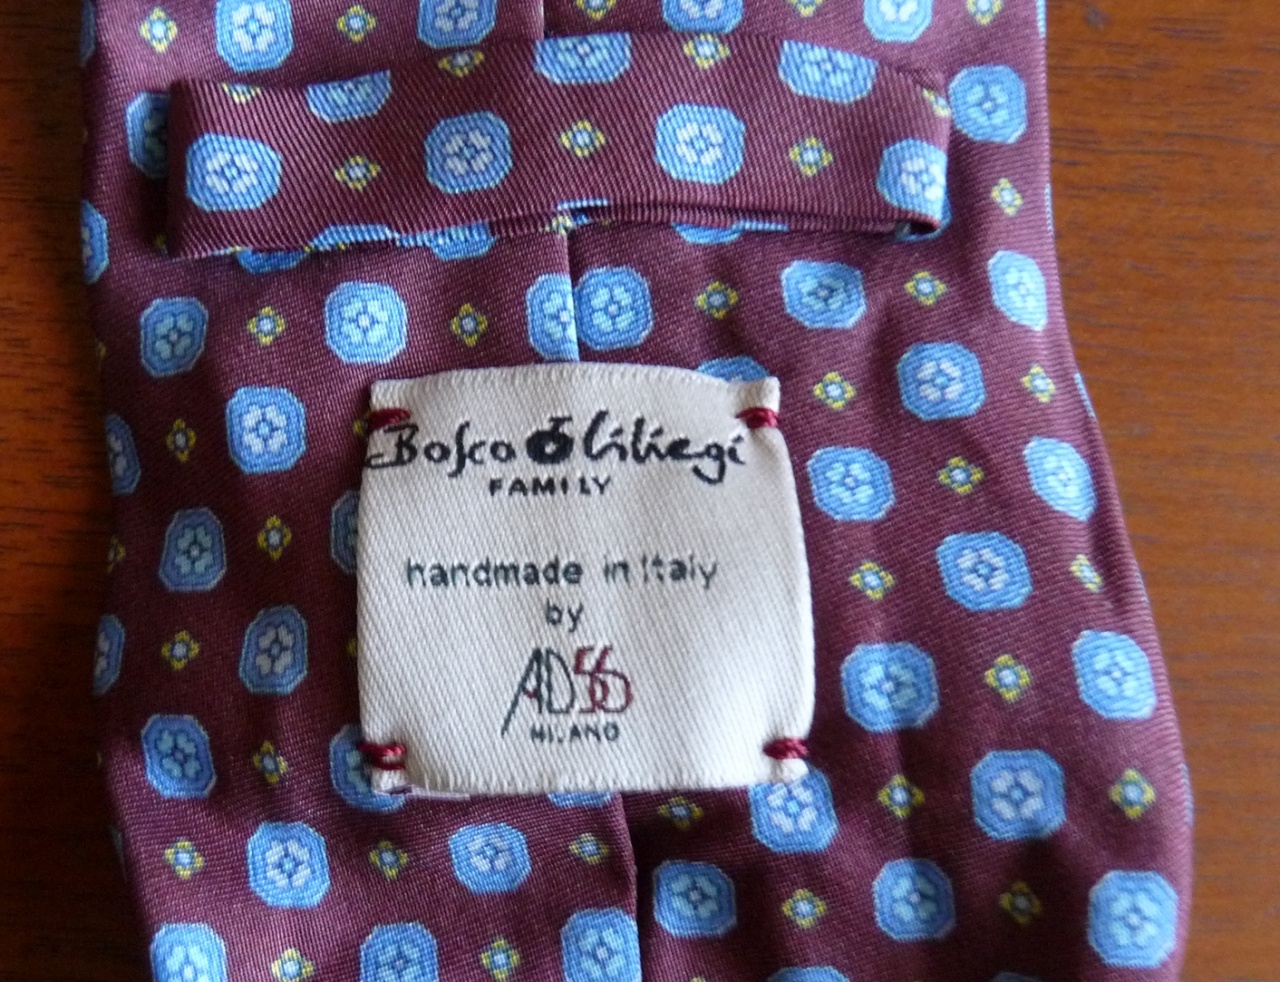 Bosco Ciliegi
FAMILY
handmade in Italy
by
AD56
MILANO